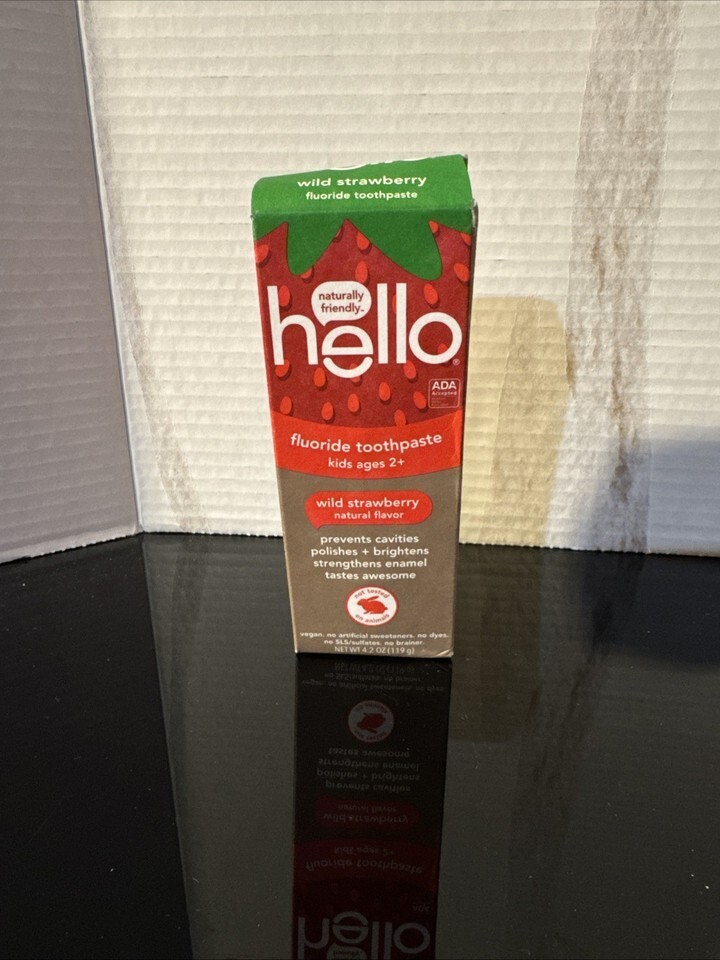 wild strawberry
fluoride toothpaste
naturally
friendly™
hello®
ADA
Accepted
fluoride toothpaste
kids ages 2+
wild strawberry
natural flavor
prevents cavities
polishes + brightens
strengthens enamel
tastes awesome
not tested
on animals
vegan. no artificial sweeteners. no dyes.
no SLS/sulfates. no brainer.
NET WT 4.2 OZ (119 g)